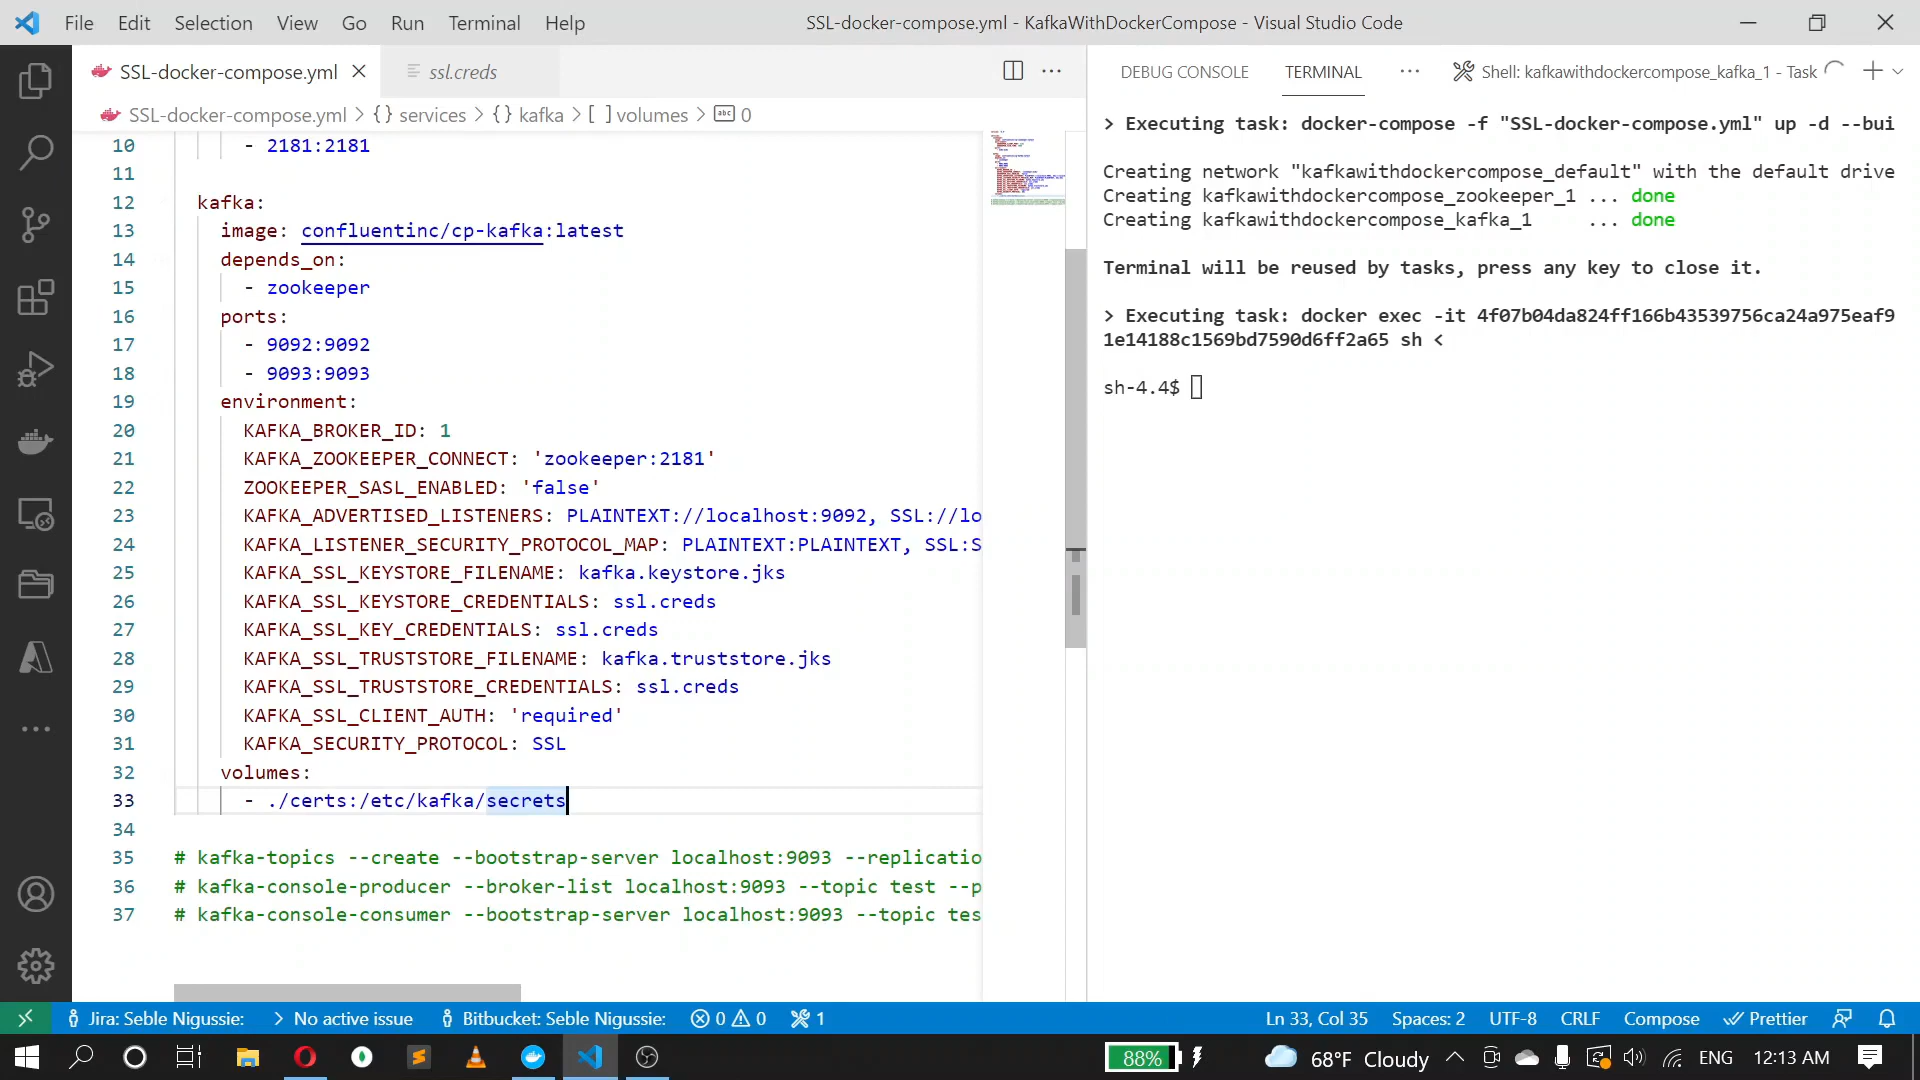 File Edit Selection View Go Run Terminal Help
SSL-docker-compose.yml - KafkaWithDockerCompose - Visual Studio Code
SSL-docker-compose.yml
ssl.creds
SSL-docker-compose.yml > {} services > {} kafka > [ ] volumes > abc 0
10 - 2181:2181
11
12 kafka:
13 image: confluentinc/cp-kafka:latest
14 depends_on:
15 - zookeeper
16 ports:
17 - 9092:9092
18 - 9093:9093
19 environment:
20 KAFKA_BROKER_ID: 1
21 KAFKA_ZOOKEEPER_CONNECT: 'zookeeper:2181'
22 ZOOKEEPER_SASL_ENABLED: 'false'
23 KAFKA_ADVERTISED_LISTENERS: PLAINTEXT://localhost:9092, SSL://lo
24 KAFKA_LISTENER_SECURITY_PROTOCOL_MAP: PLAINTEXT:PLAINTEXT, SSL:S
25 KAFKA_SSL_KEYSTORE_FILENAME: kafka.keystore.jks
26 KAFKA_SSL_KEYSTORE_CREDENTIALS: ssl.creds
27 KAFKA_SSL_KEY_CREDENTIALS: ssl.creds
28 KAFKA_SSL_TRUSTSTORE_FILENAME: kafka.truststore.jks
29 KAFKA_SSL_TRUSTSTORE_CREDENTIALS: ssl.creds
30 KAFKA_SSL_CLIENT_AUTH: 'required'
31 KAFKA_SECURITY_PROTOCOL: SSL
32 volumes:
33 - ./certs:/etc/kafka/secrets
34
35 # kafka-topics --create --bootstrap-server localhost:9093 --replicatio
36 # kafka-console-producer --broker-list localhost:9093 --topic test --p
37 # kafka-console-consumer --bootstrap-server localhost:9093 --topic tes
DEBUG CONSOLE TERMINAL ··· Shell: kafkawithdockercompose_kafka_1 - Task
> Executing task: docker-compose -f "SSL-docker-compose.yml" up -d --bui
Creating network "kafkawithdockercompose_default" with the default drive
Creating kafkawithdockercompose_zookeeper_1 ... done
Creating kafkawithdockercompose_kafka_1 ... done
Terminal will be reused by tasks, press any key to close it.
> Executing task: docker exec -it 4f07b04da824ff166b43539756ca24a975eaf9
1e14188c1569bd7590d6ff2a65 sh <
sh-4.4$
Jira: Seble Nigussie: No active issue Bitbucket: Seble Nigussie: 0 0 1
Ln 33, Col 35 Spaces: 2 UTF-8 CRLF Compose Prettier
88% 68°F Cloudy ENG 12:13 AM